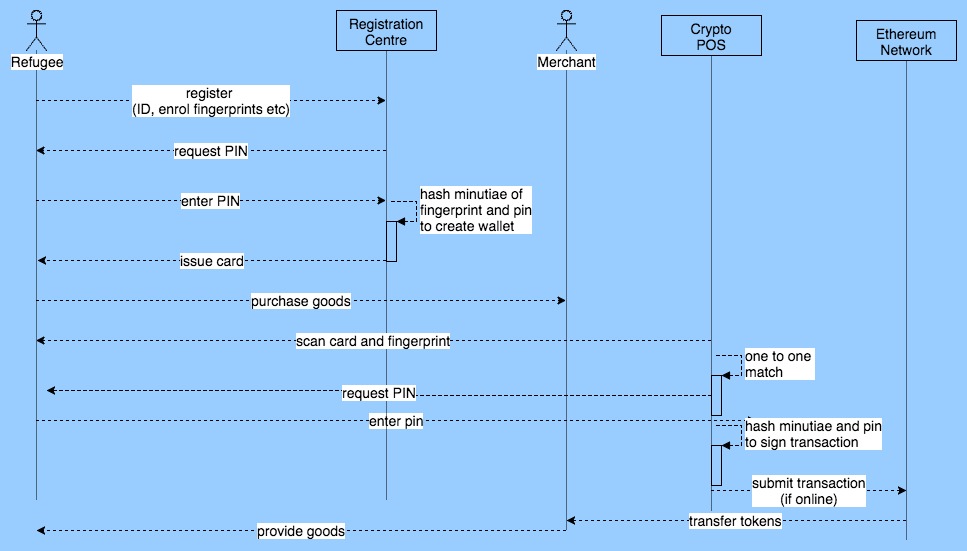 Refugee
Registration
Centre
Merchant
Crypto
POS
Ethereum
Network
register
(ID, enrol fingerprints etc)
request PIN
enter PIN
hash minutiae of
fingerprint and pin
to create wallet
issue card
purchase goods
scan card and fingerprint
one to one
match
request PIN
enter pin
hash minutiae and pin
to sign transaction
submit transaction
(if online)
transfer tokens
provide goods